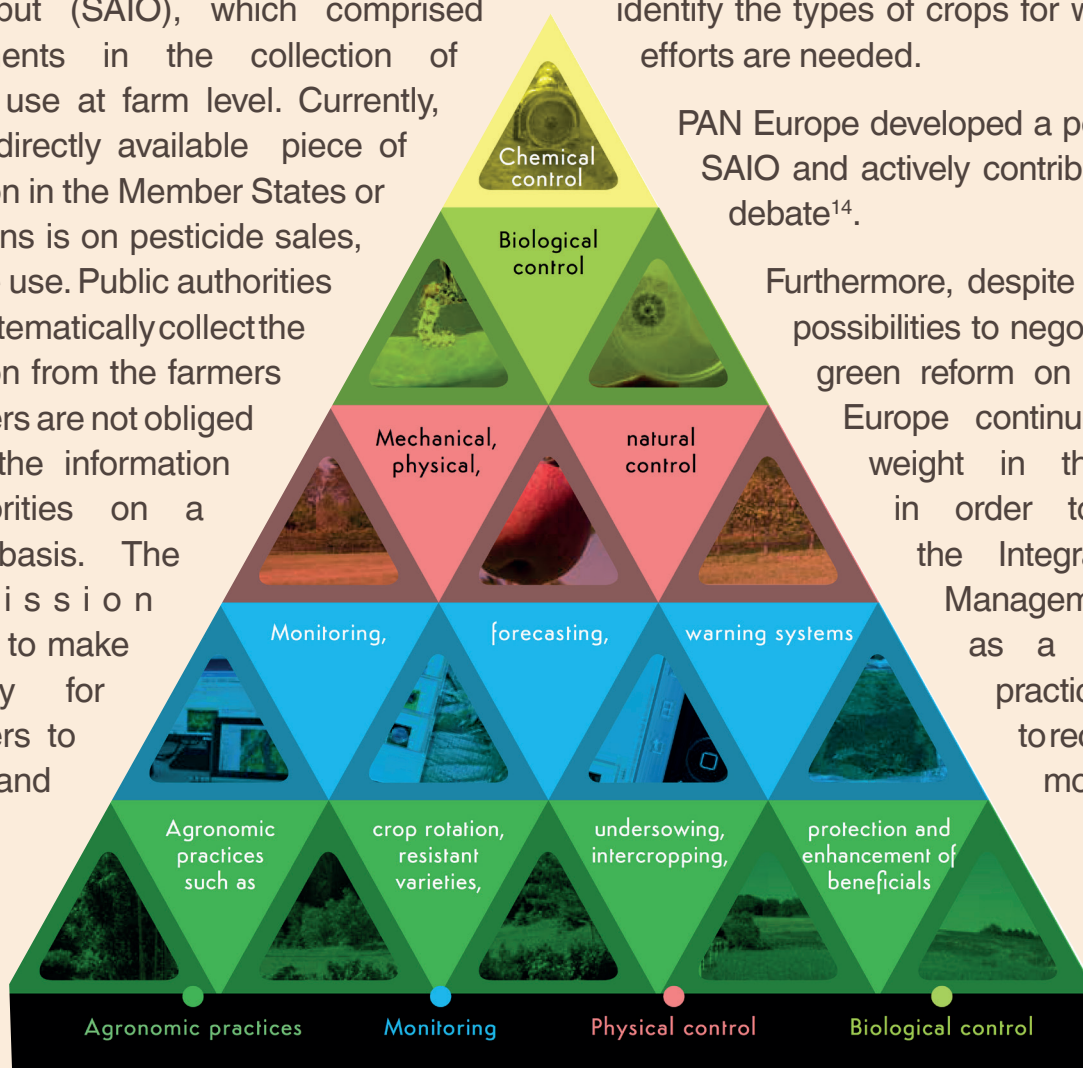 put (SAIO), which comprised
ents in the collection of
use at farm level. Currently,
directly available piece of
on in the Member States or
ns is on pesticide sales,
use. Public authorities
tematically collect the
on from the farmers
ers are not obliged
the information
rities on a
basis. The
ission
to make
y for
ers to
and
identify the types of crops for w
efforts are needed.
PAN Europe developed a po
SAIO and actively contrib
debate14.
Furthermore, despite
possibilities to nego
green reform on
Europe continu
weight in th
in order to
the Integra
Managem
as a
practic
to rec
mo
Chemical
control
Biological
control
Mechanical,
physical,
natural
control
Monitoring,
forecasting,
warning systems
Agronomic
practices
such as
crop rotation,
resistant
varieties,
undersowing,
intercropping,
protection and
enhancement of
beneficials
Agronomic practices
Monitoring
Physical control
Biological control